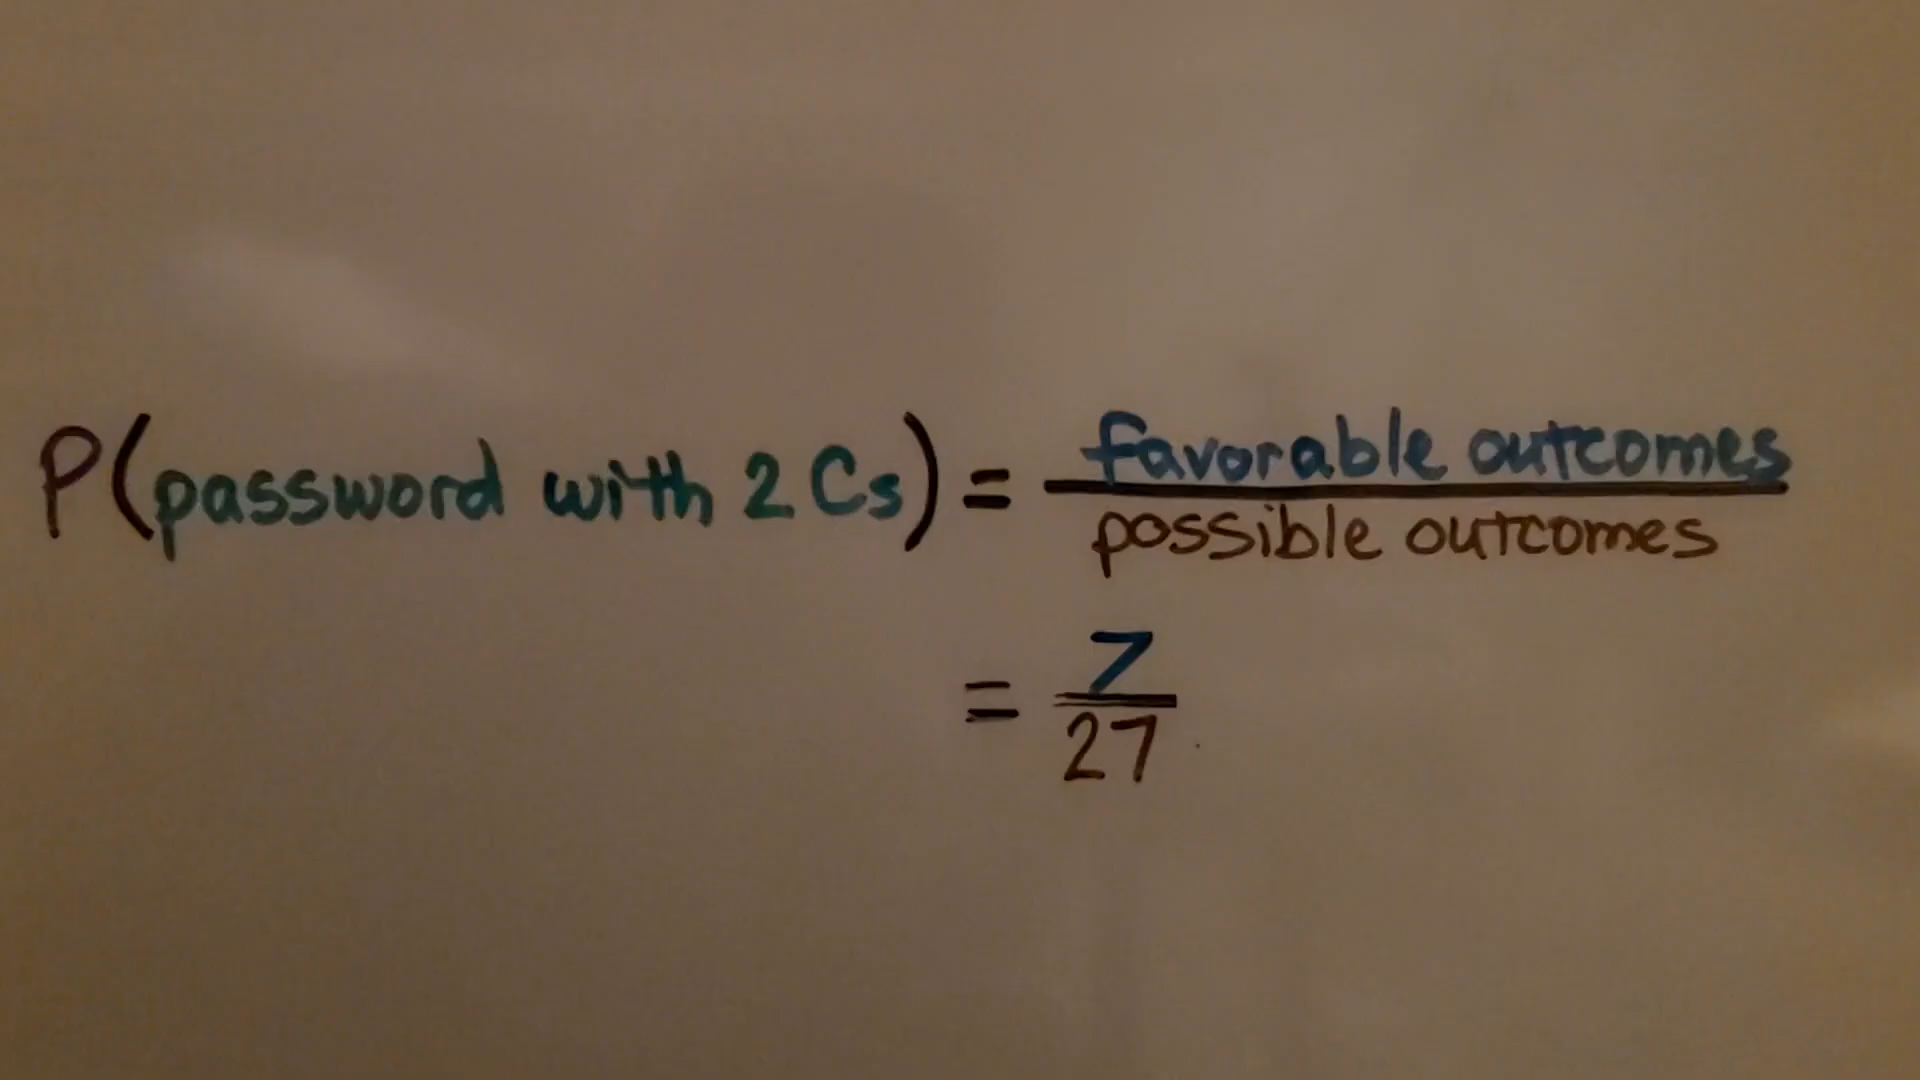 P(password with 2 Cs) = favorable outcomes
possible outcomes
= 7
27